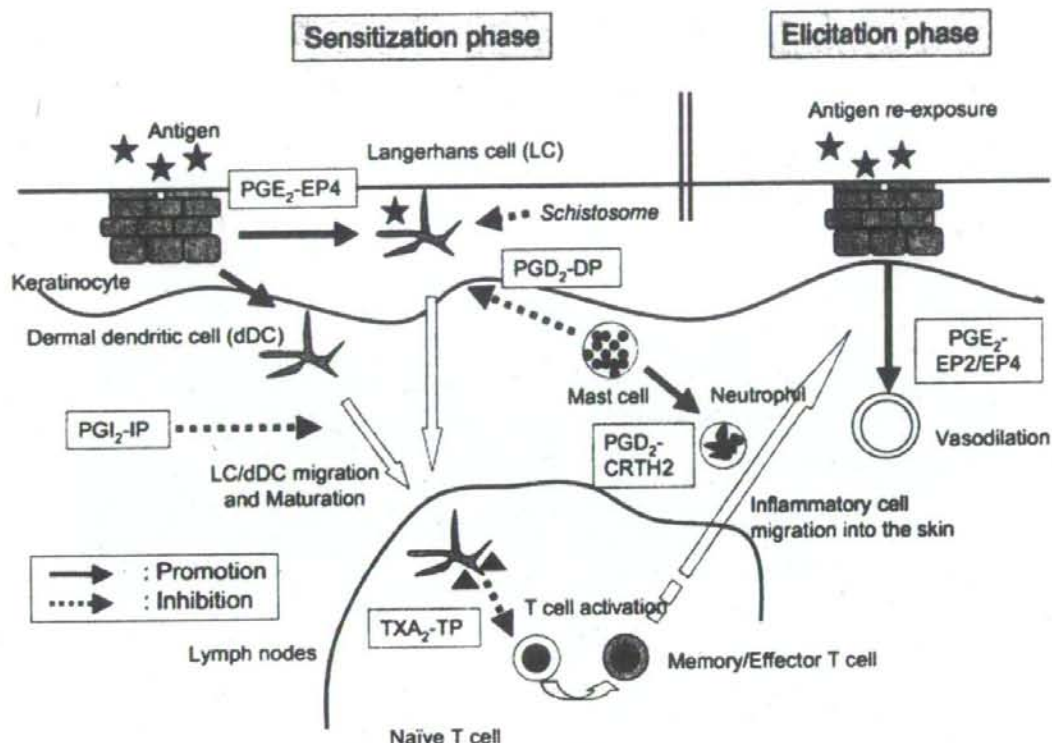 Sensitization phase
Elicitation phase
Antigen
Langerhans cell (LC)
Antigen re-exposure
PGE₂-EP4
Schistosome
PGD₂-DP
Keratinocyte
Dermal dendritic cell (dDC)
PGE₂-
EP2/EP4
Mast cell
Neutrophil
PGI₂-IP
PGD₂-
CRTH2
Vasodilation
LC/dDC migration
and Maturation
Inflammatory cell
migration into the skin
: Promotion
: Inhibition
T cell activation
TXA₂-TP
Lymph nodes
Memory/Effector T cell
Naïve T cell